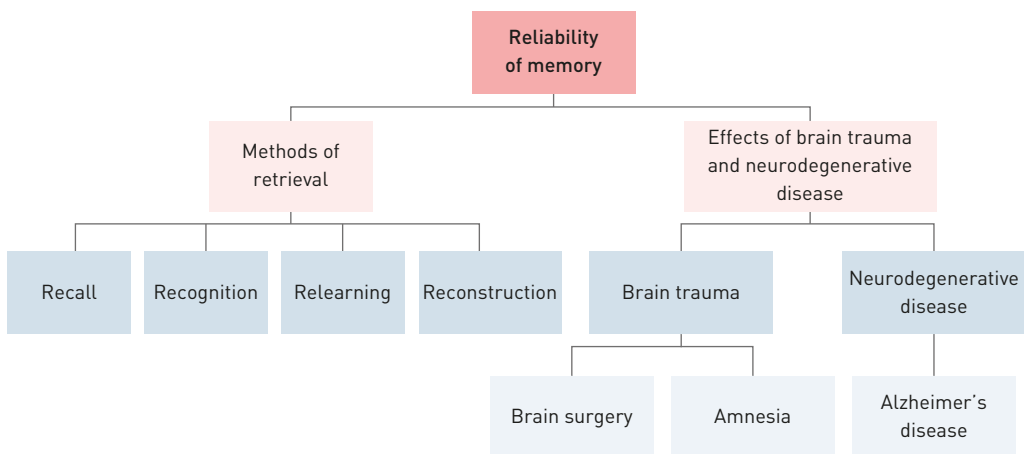 Reliability
of memory
Methods of
retrieval
Effects of brain trauma
and neurodegenerative
disease
Recall
Recognition
Relearning
Reconstruction
Brain trauma
Neurodegenerative
disease
Brain surgery
Amnesia
Alzheimer’s
disease